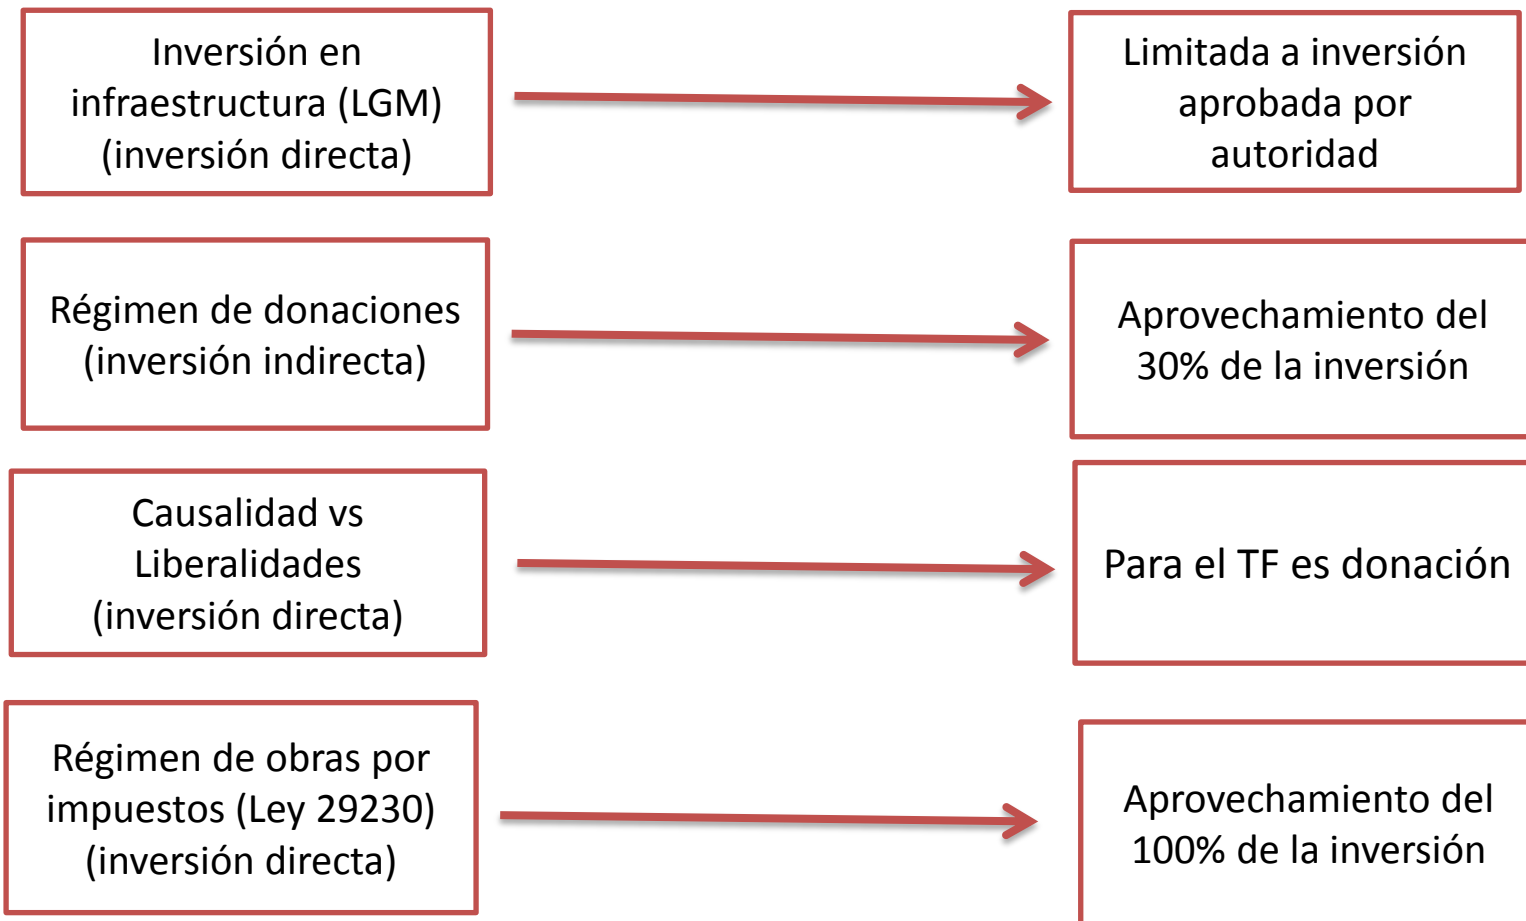 Inversión en
infraestructura (LGM)
(inversión directa)
Limitada a inversión
aprobada por
autoridad
Régimen de donaciones
(inversión indirecta)
Aprovechamiento del
30% de la inversión
Causalidad vs
Liberalidades
(inversión directa)
Para el TF es donación
Régimen de obras por
impuestos (Ley 29230)
(inversión directa)
Aprovechamiento del
100% de la inversión